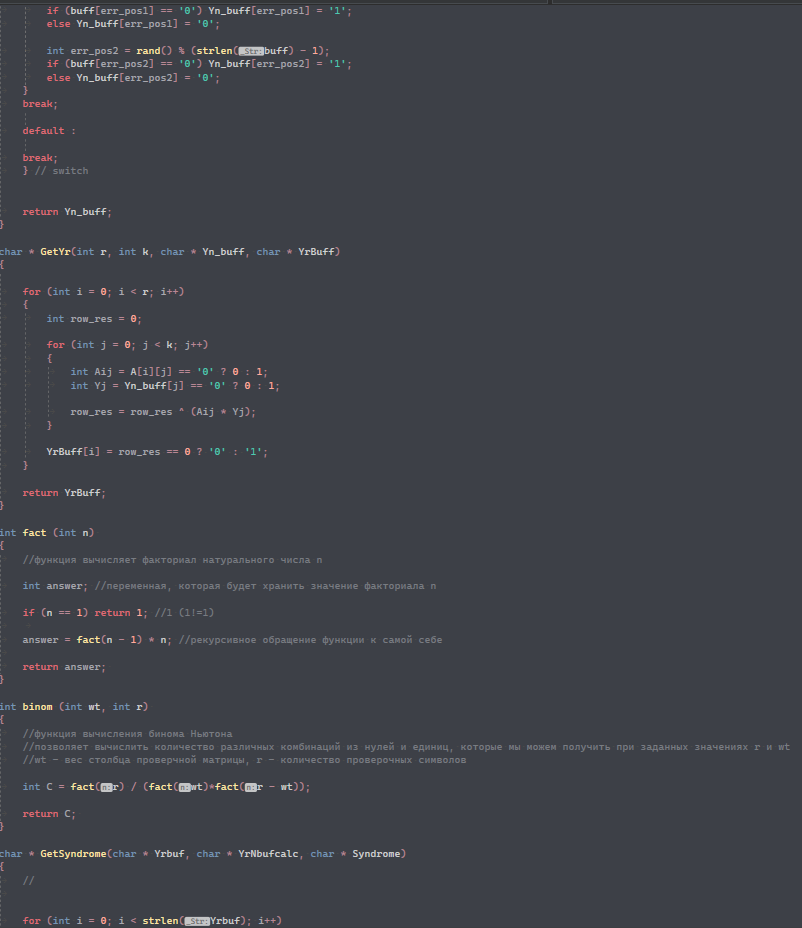 if (buff[err_pos1] == '0') Yn_buff[err_pos1] = '1';
else Yn_buff[err_pos1] = '0';
int err_pos2 = rand() % (strlen(_Str:buff) - 1);
if (buff[err_pos2] == '0') Yn_buff[err_pos2] = '1';
else Yn_buff[err_pos2] = '0';
}
break;
default :
break;
} // switch
return Yn_buff;
}
char * GetYr(int r, int k, char * Yn_buff, char * YrBuff)
{
for (int i = 0; i < r; i++)
{
int row_res = 0;
for (int j = 0; j < k; j++)
{
int Aij = A[i][j] == '0' ? 0 : 1;
int Yj = Yn_buff[j] == '0' ? 0 : 1;
row_res = row_res ^ (Aij * Yj);
}
YrBuff[i] = row_res == 0 ? '0' : '1';
}
return YrBuff;
}
int fact (int n)
{
//функция вычисляет факториал натурального числа n
int answer; //переменная, которая будет хранить значение факториала n
if (n == 1) return 1; //1 (1!=1)
answer = fact(n - 1) * n; //рекурсивное обращение функции к самой себе
return answer;
}
int binom (int wt, int r)
{
//функция вычисления бинома Ньютона
//позволяет вычислить количество различных комбинаций из нулей и единиц, которые мы можем получить при заданных значениях r и wt
//wt - вес столбца проверчной матрицы, r - количество проверочных символов
int C = fact(n:r) / (fact(n:wt)*fact(n:r - wt));
return C;
}
char * GetSyndrome(char * Yrbuf, char * YrNbufcalc, char * Syndrome)
{
//
for (int i = 0; i < strlen(_Str:Yrbuf); i++)